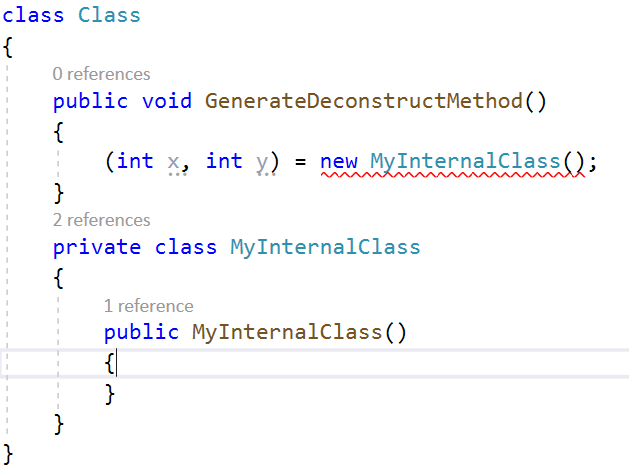 class Class
{
0 references
public void GenerateDeconstructMethod()
{
(int x, int y) = new MyInternalClass();
}
2 references
private class MyInternalClass
{
1 reference
public MyInternalClass()
{
}
}
}